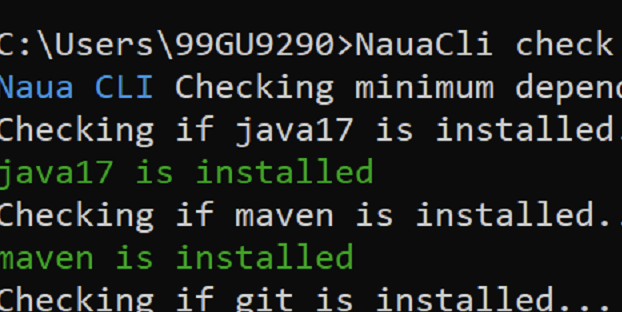 C:\Users\99GU9290>NauaCli check
Naua CLI Checking minimum depend
Checking if java17 is installed.
java17 is installed
Checking if maven is installed..
maven is installed
Checking if git is installed...